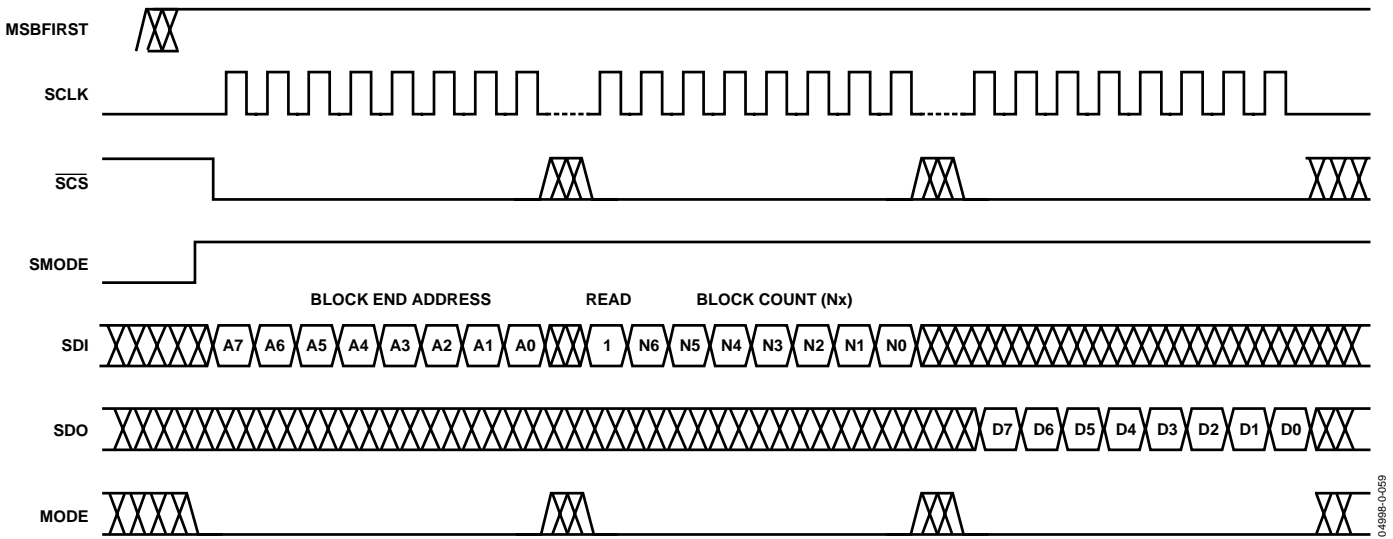 MSBFIRST
SCLK
SCS
SMODE
BLOCK END ADDRESS READ BLOCK COUNT (Nx)
SDI A7 A6 A5 A4 A3 A2 A1 A0 1 N6 N5 N4 N3 N2 N1 N0
SDO D7 D6 D5 D4 D3 D2 D1 D0
MODE
04998-0-059